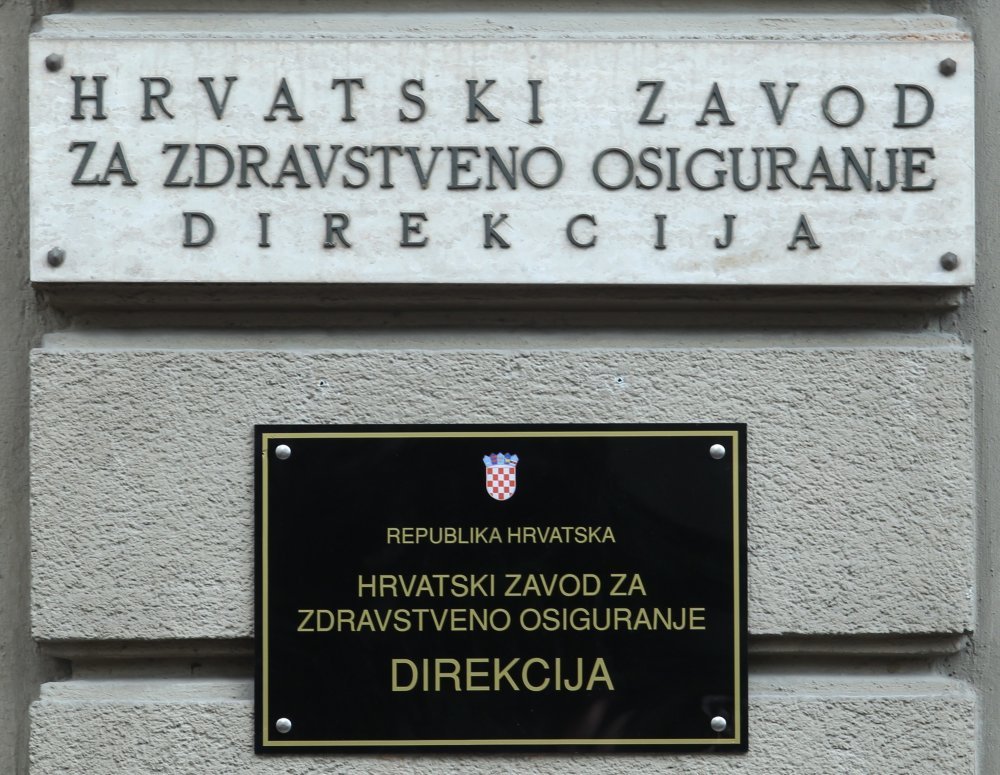 HRVATSKI ZAVOD
ZA ZDRAVSTVENO OSIGURANJE
DIREKCIJA
REPUBLIKA HRVATSKA
HRVATSKI ZAVOD ZA
ZDRAVSTVENO OSIGURANJE
DIREKCIJA